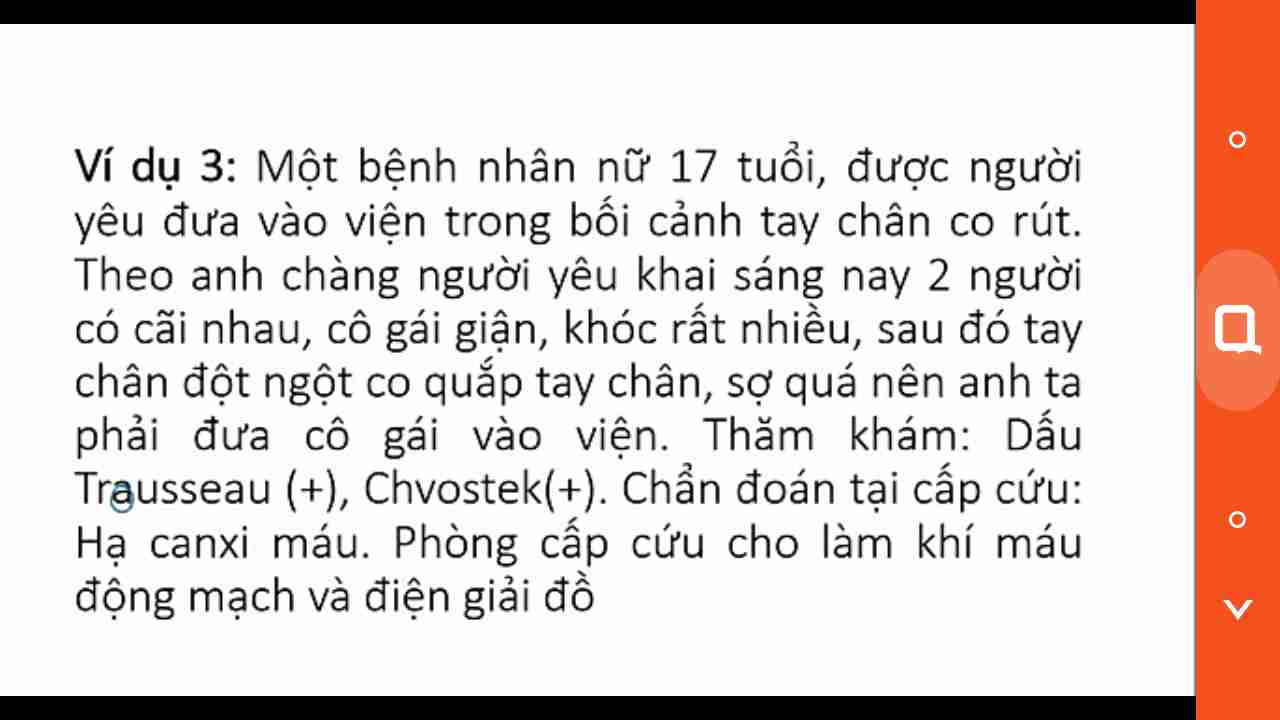 Ví dụ 3: Một bệnh nhân nữ 17 tuổi, được người
yêu đưa vào viện trong bối cảnh tay chân co rút.
Theo anh chàng người yêu khai sáng nay 2 người
có cãi nhau, cô gái giận, khóc rất nhiều, sau đó tay
chân đột ngột co quắp tay chân, sợ quá nên anh ta
phải đưa cô gái vào viện. Thăm khám: Dấu
Trausseau (+), Chvostek(+). Chẩn đoán tại cấp cứu:
Hạ canxi máu. Phòng cấp cứu cho làm khí máu
động mạch và điện giải đồ